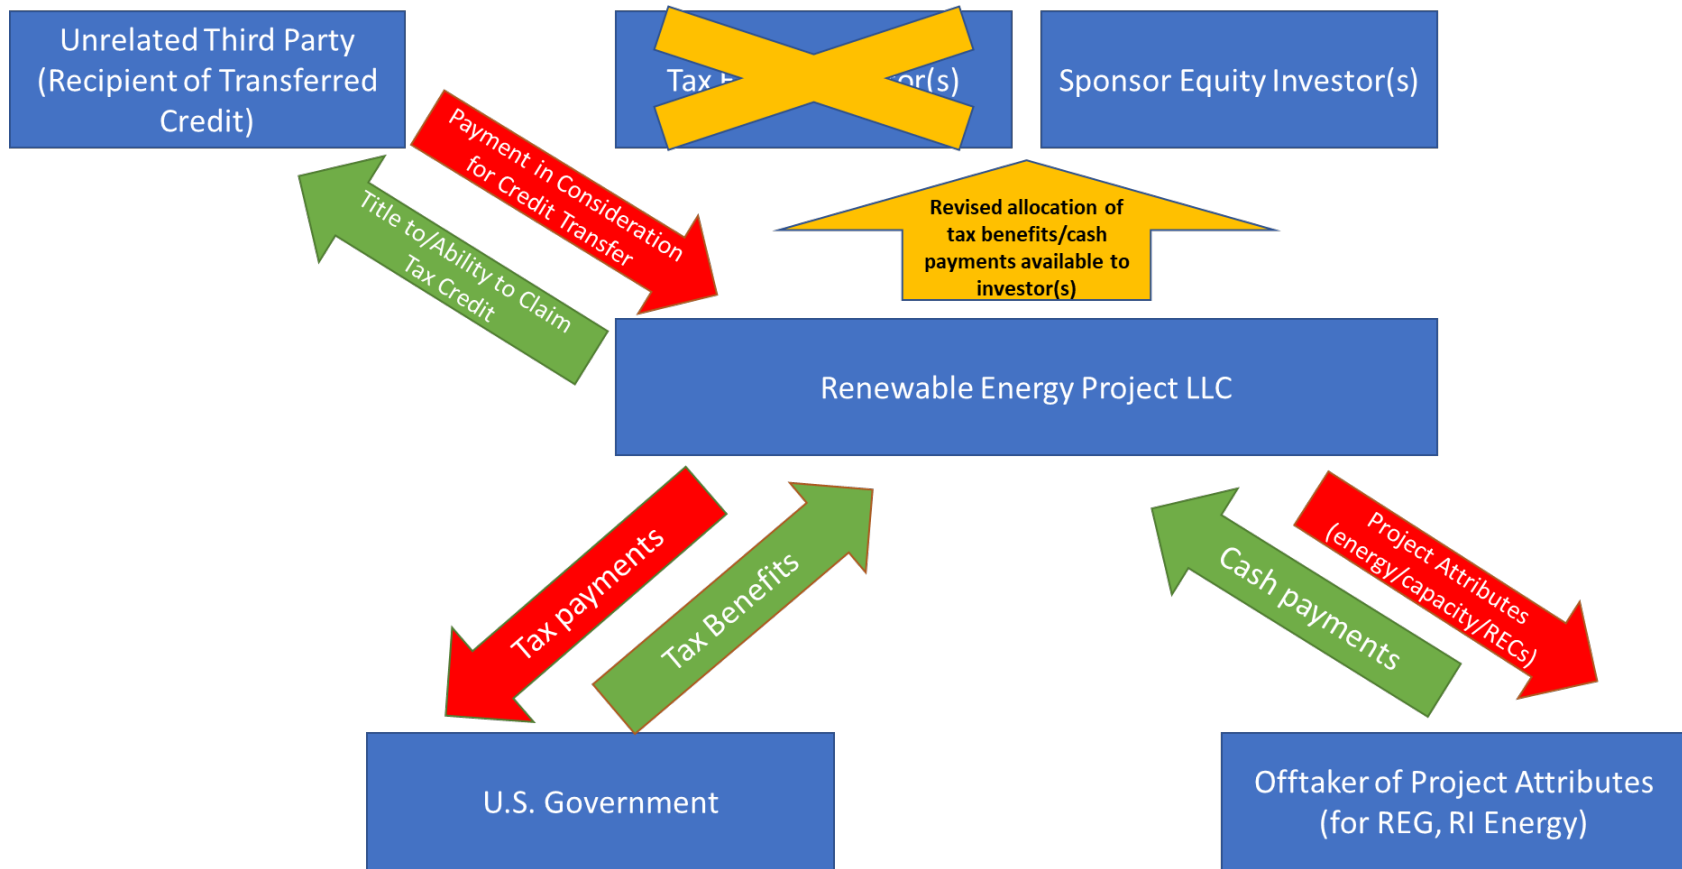 Unrelated Third Party
(Recipient of Transferred
Credit)
Tax E or(s)
Sponsor Equity Investor(s)
Payment in Consideration
for Credit Transfer
Title to/Ability to Claim
Tax Credit
Revised allocation of
tax benefits/cash
payments available to
investor(s)
Renewable Energy Project LLC
Tax payments
Tax Benefits
Cash payments
Project Attributes
(energy/capacity/RECs)
U.S. Government
Offtaker of Project Attributes
(for REG, RI Energy)